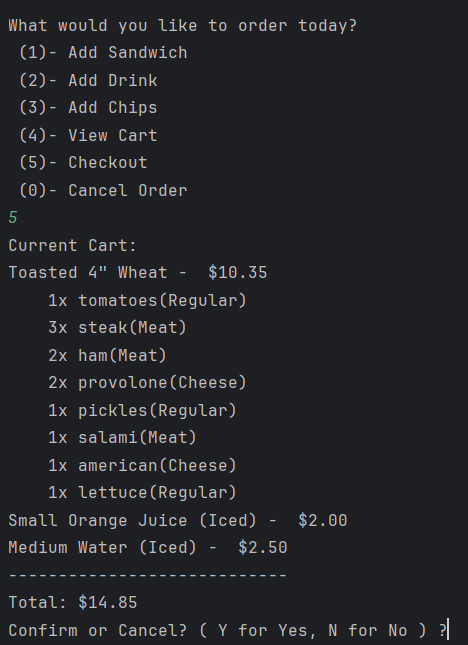 What would you like to order today?
 (1)- Add Sandwich
 (2)- Add Drink
 (3)- Add Chips
 (4)- View Cart
 (5)- Checkout
 (0)- Cancel Order
5
Current Cart:
Toasted 4" Wheat -  $10.35
    1x tomatoes(Regular)
    3x steak(Meat)
    2x ham(Meat)
    2x provolone(Cheese)
    1x pickles(Regular)
    1x salami(Meat)
    1x american(Cheese)
    1x lettuce(Regular)
Small Orange Juice (Iced) -  $2.00
Medium Water (Iced) -  $2.50
----------------------------
Total: $14.85
Confirm or Cancel? ( Y for Yes, N for No ) ?